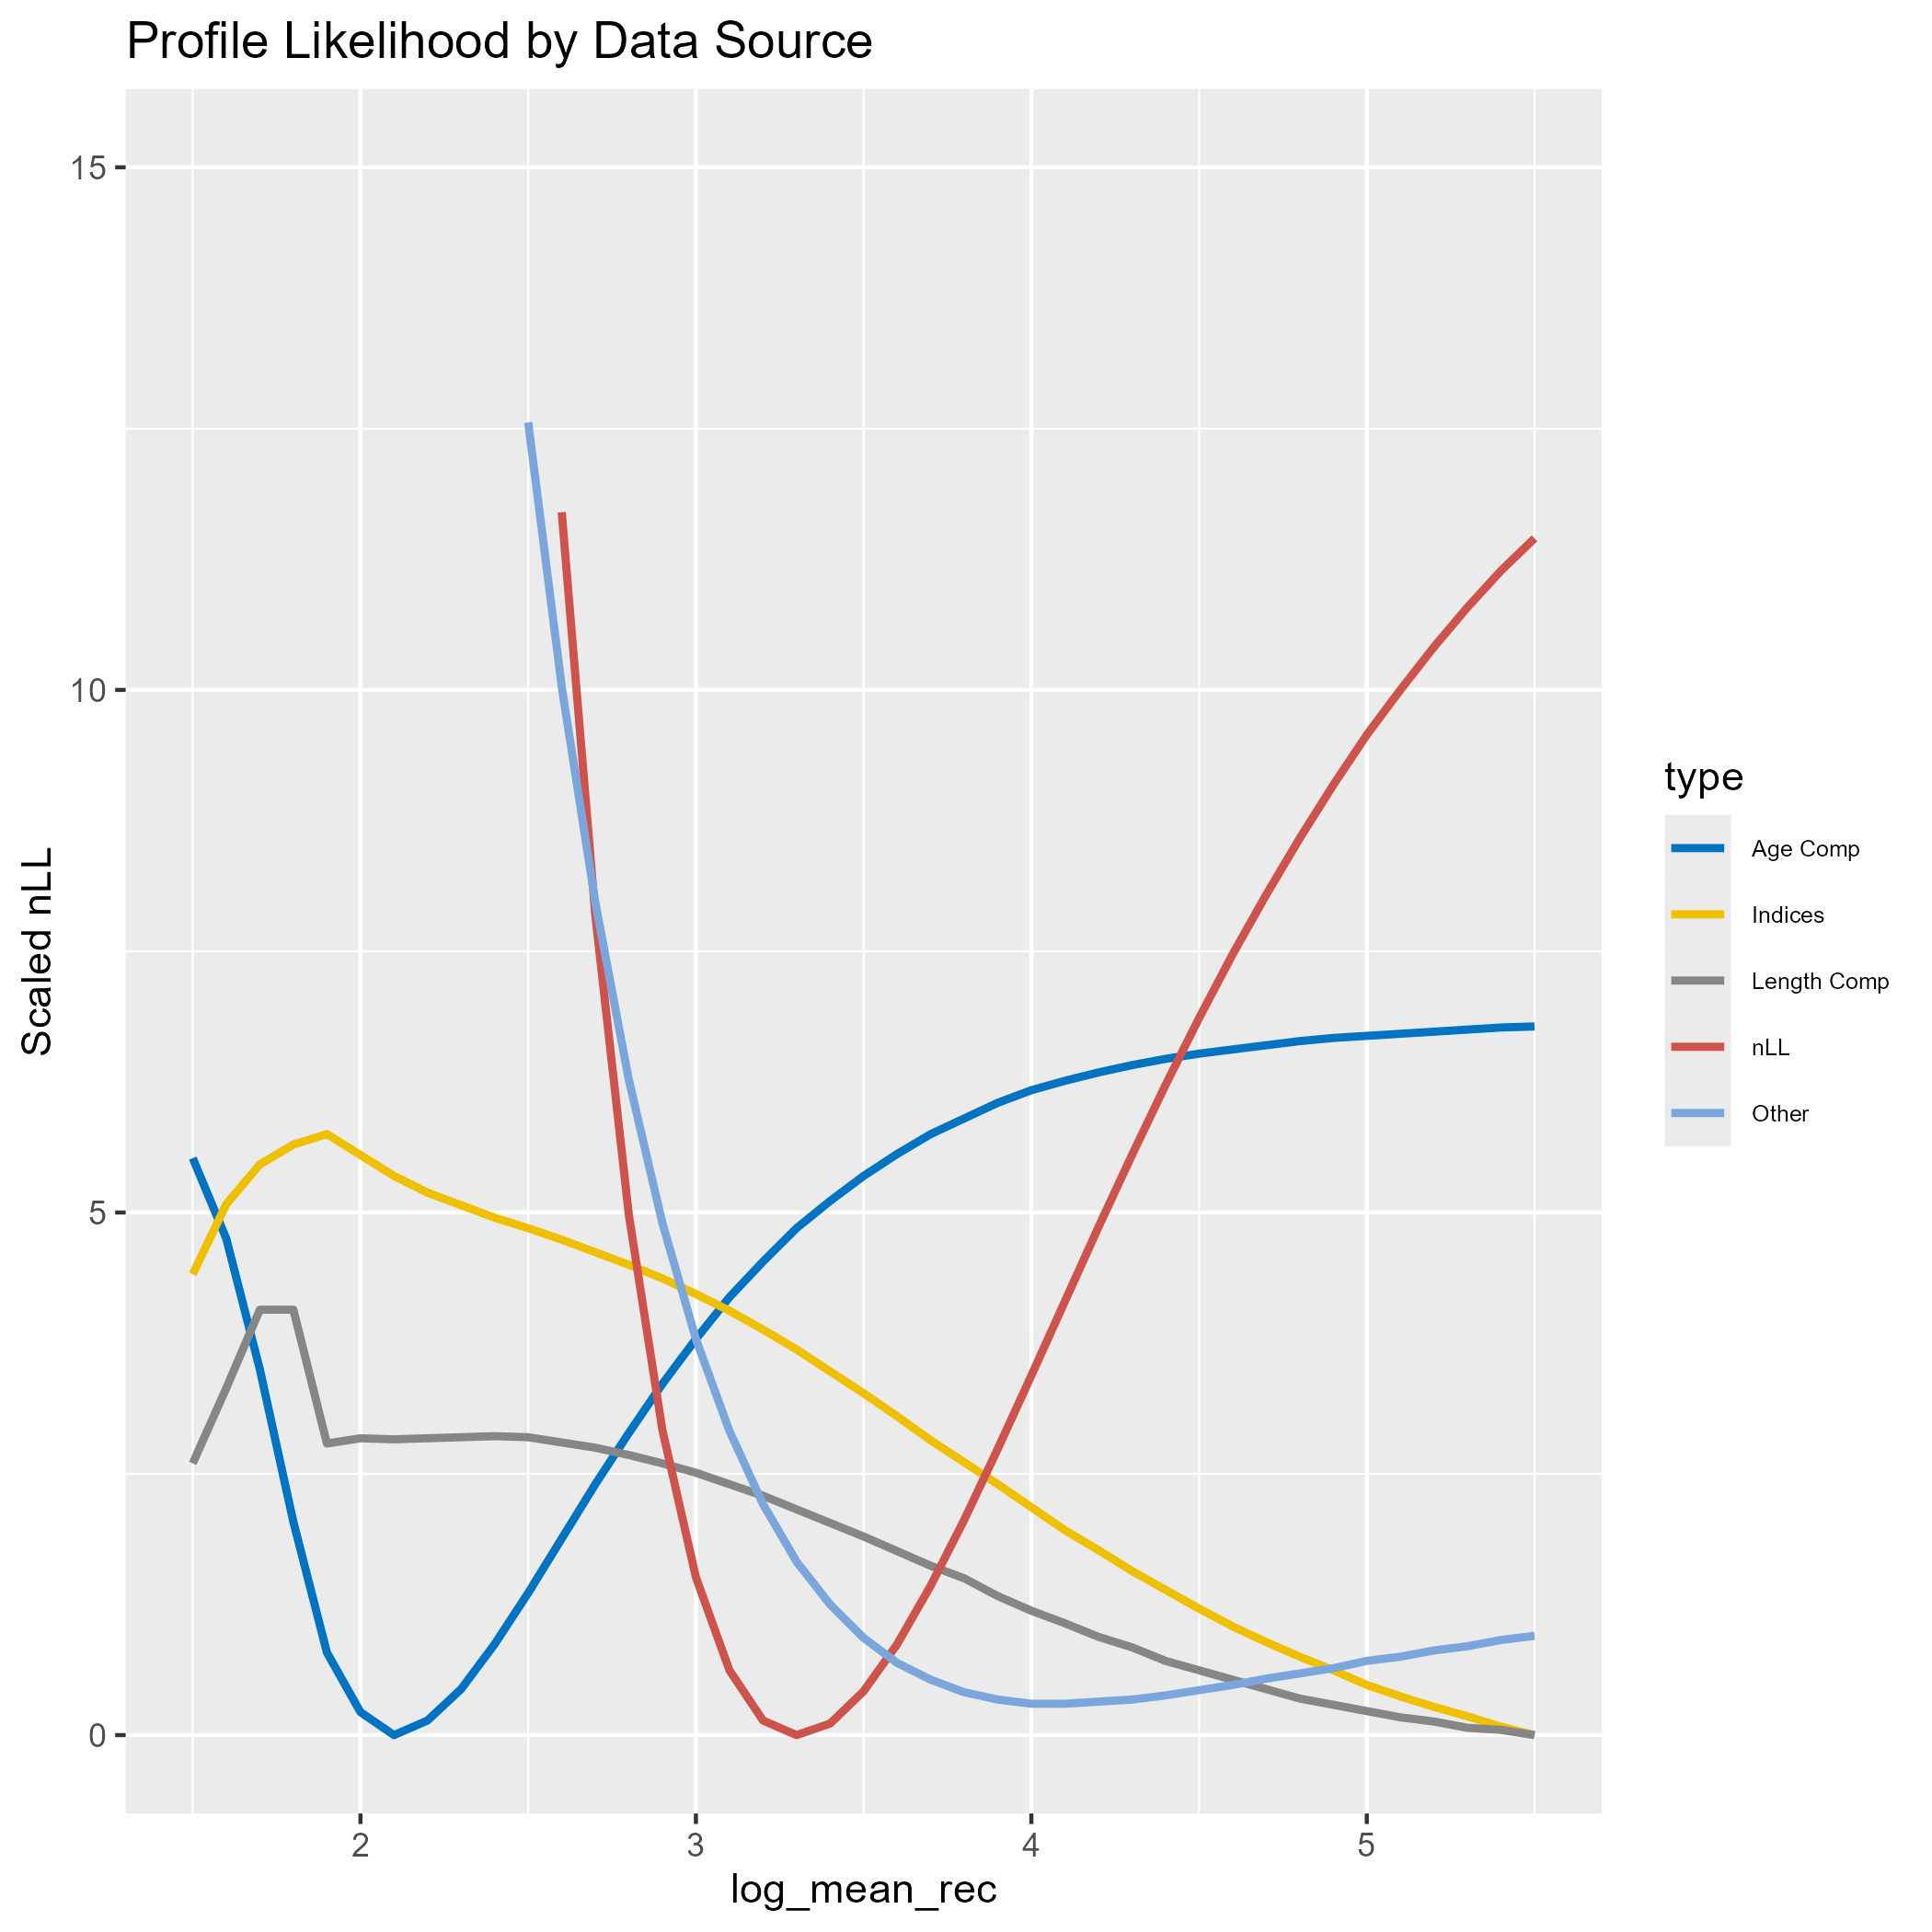 Profile Likelihood by Data Source
15
10
5
0
Scaled nLL
2
3
4
5
log_mean_rec
type
Age Comp
Indices
Length Comp
nLL
Other